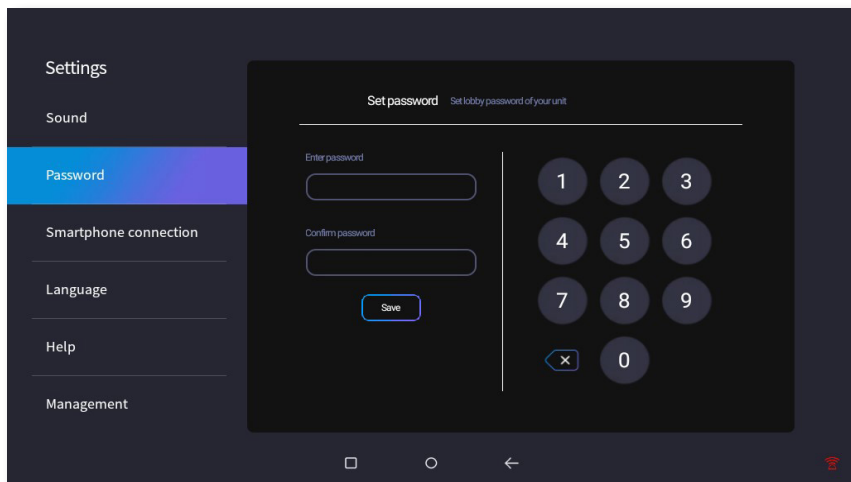 Settings
Sound
Password
Smartphone connection
Language
Help
Management
Set password Set lobby password of your unit
Enter password
Confirm password
Save
1 2 3
4 5 6
7 8 9
0